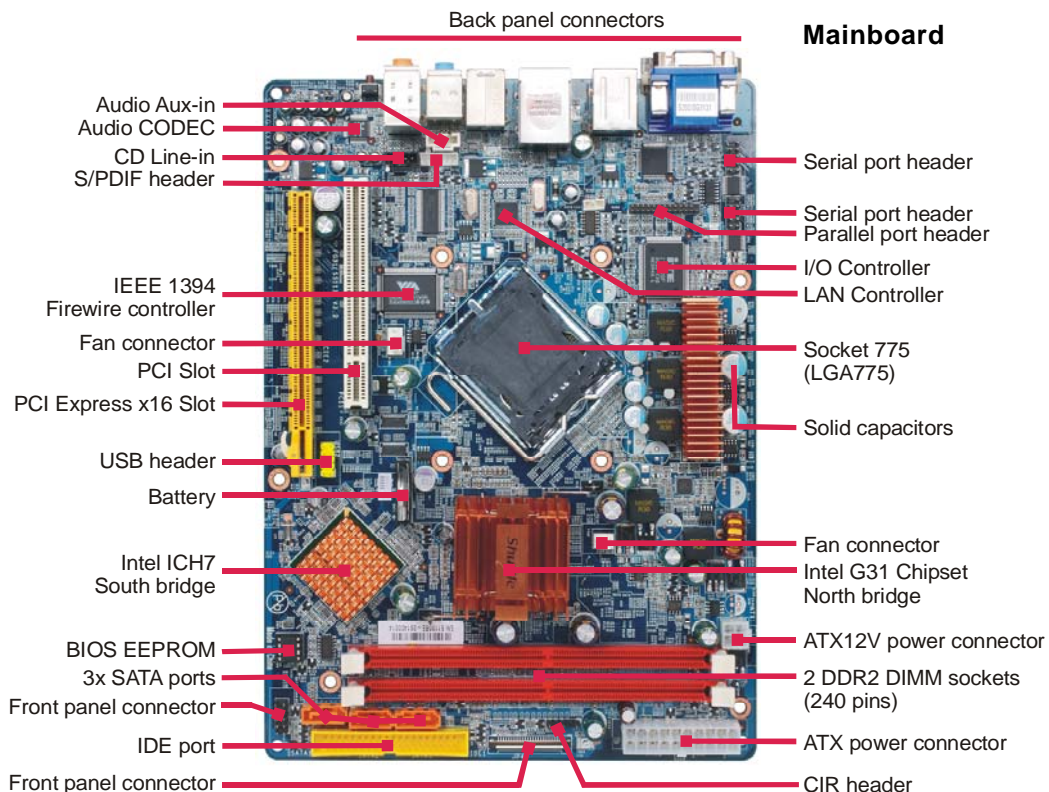 Back panel connectors
Mainboard
Audio Aux-in
Audio CODEC
CD Line-in
S/PDIF header
IEEE 1394
Firewire controller
Fan connector
PCI Slot
PCI Express x16 Slot
USB header
Battery
Intel ICH7
South bridge
BIOS EEPROM
3x SATA ports
Front panel connector
IDE port
Front panel connector
Serial port header
Serial port header
Parallel port header
I/O Controller
LAN Controller
Socket 775
(LGA775)
Solid capacitors
Fan connector
Intel G31 Chipset
North bridge
ATX12V power connector
2 DDR2 DIMM sockets
(240 pins)
ATX power connector
CIR header
VIA
Shuttle